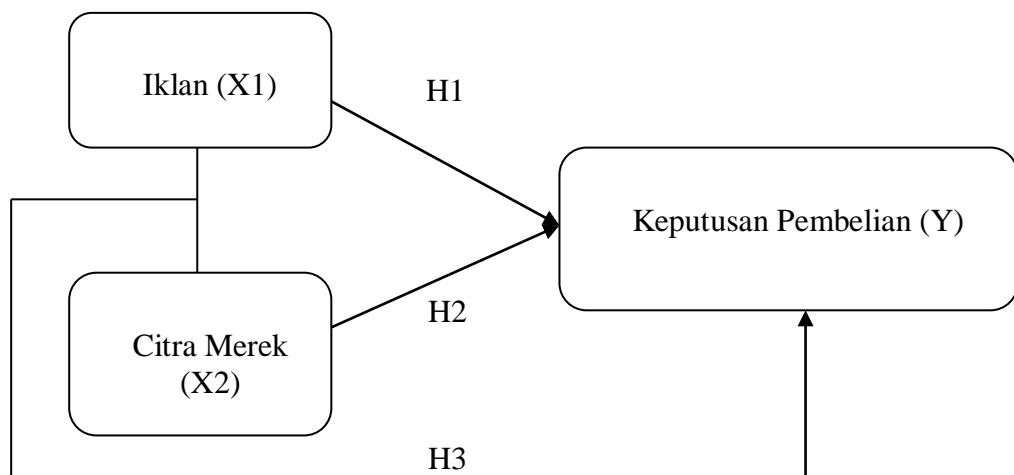 Iklan (X1)
H1
Keputusan Pembelian (Y)
H2
Citra Merek
(X2)
H3